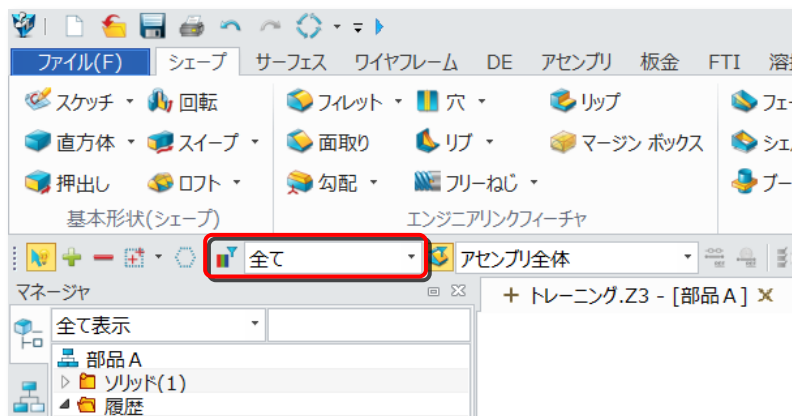 ファイル(F) シェープ サーフェス ワイヤフレーム DE アセンブリ 板金 FTI
スケッチ 回転 フィレット 穴 リップ
直方体 スイープ 面取り リブ マージン ボックス
押出し ロフト 勾配 フリーねじ
基本形状(シェープ) エンジニアリングフィーチャ
全て アセンブリ全体
マネージャ + トレーニング.Z3 - [部品A]
全て表示
部品A
ソリッド(1)
履歴